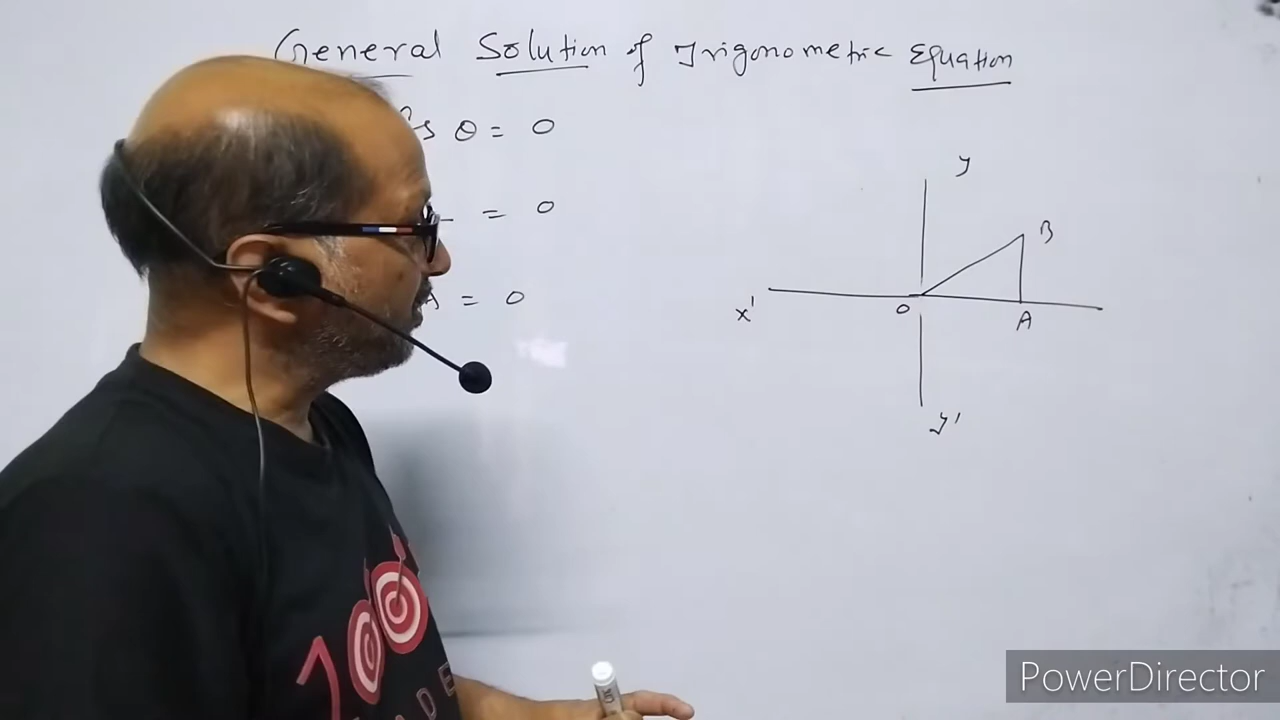 General Solution of Trigonometric Equation
θ = 0
= 0
A = 0
y
B
x'
O
A
y'
PowerDirector